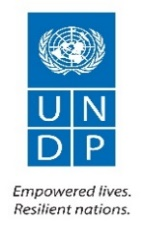 U N
D P
Empowered lives.
Resilient nations.